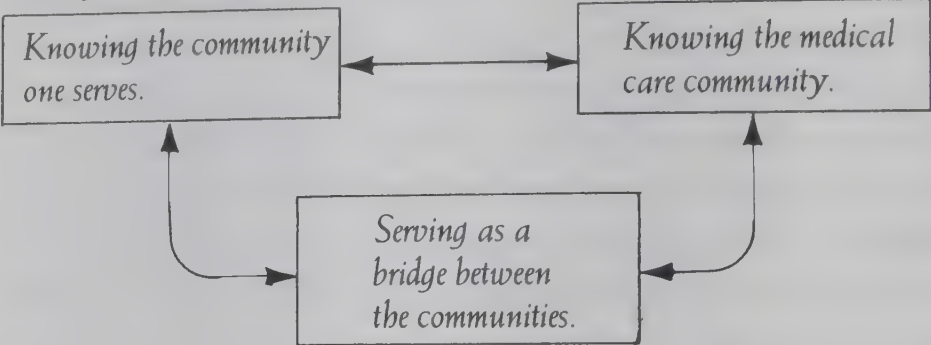 Knowing the community
one serves.
Knowing the medical
care community.
Serving as a
bridge between
the communities.